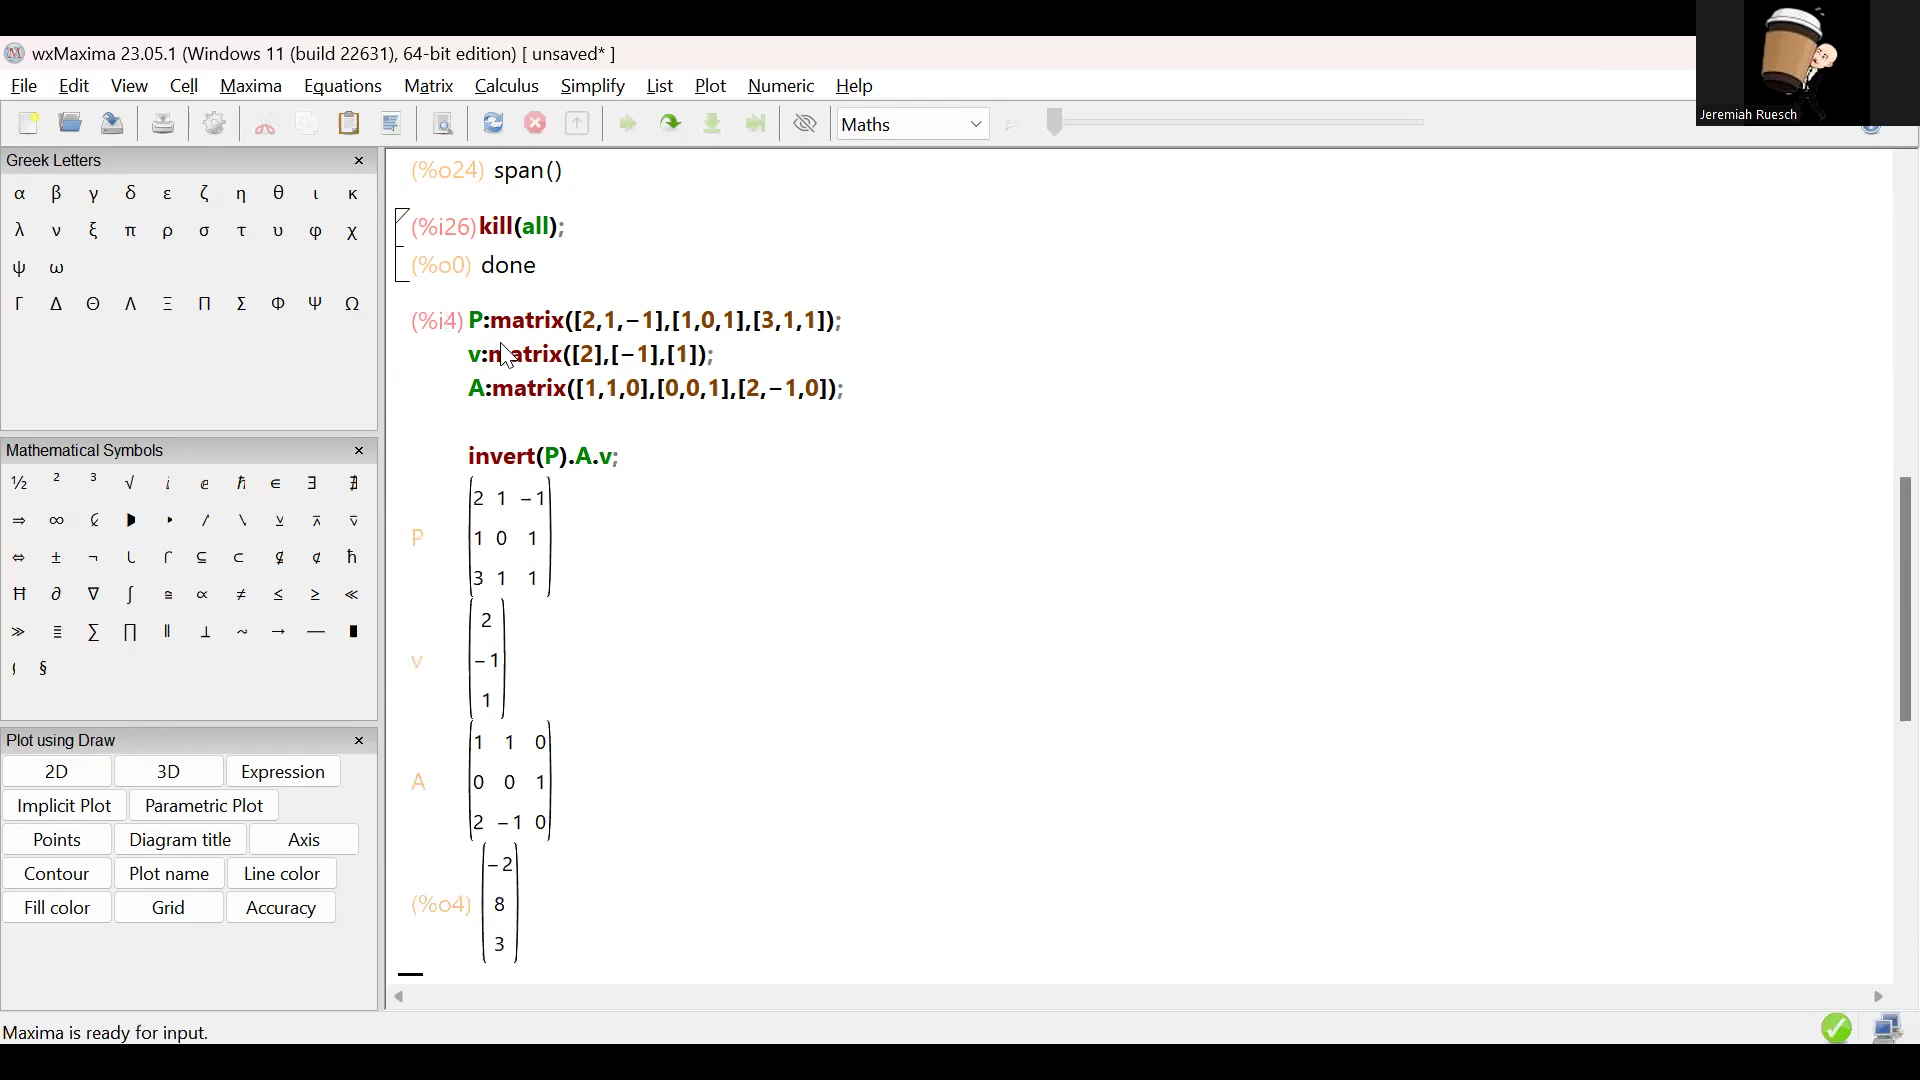 wxMaxima 23.05.1 (Windows 11 (build 22631), 64-bit edition) [ unsaved* ]
File Edit View Cell Maxima Equations Matrix Calculus Simplify List Plot Numeric Help
Jeremiah Ruesch
Maths
Greek Letters
α β γ δ ε ζ η θ ι κ
λ ν ξ π ρ σ τ υ φ χ
ψ ω
Γ Δ Θ Λ Ξ Π Σ Φ Ψ Ω
Mathematical Symbols
½ ² ³ √ ⅈ ⅇ ℏ ∈ ∃ ∄
⇒ ∞
⇔ ± ¬ ⊆ ⊂ ħ
Ħ ∂ ∇ ∫ ≅ ∝ ≠ ≤ ≥ ≪
≫ ≣ ∑ ∏ ∥ ⟂ ~ → — ∎
§
Plot using Draw
2D 3D Expression
Implicit Plot Parametric Plot
Points Diagram title Axis
Contour Plot name Line color
Fill color Grid Accuracy
(%o24) span()
(%i26) kill(all);
(%o0) done
(%i4) P:matrix([2,1,−1],[1,0,1],[3,1,1]);
v:matrix([2],[−1],[1]);
A:matrix([1,1,0],[0,0,1],[2,−1,0]);
invert(P).A.v;
2 1 −1
P 1 0 1
3 1 1
2
v −1
1
1 1 0
A 0 0 1
2 −1 0
−2
(%o4) 8
3
Maxima is ready for input.